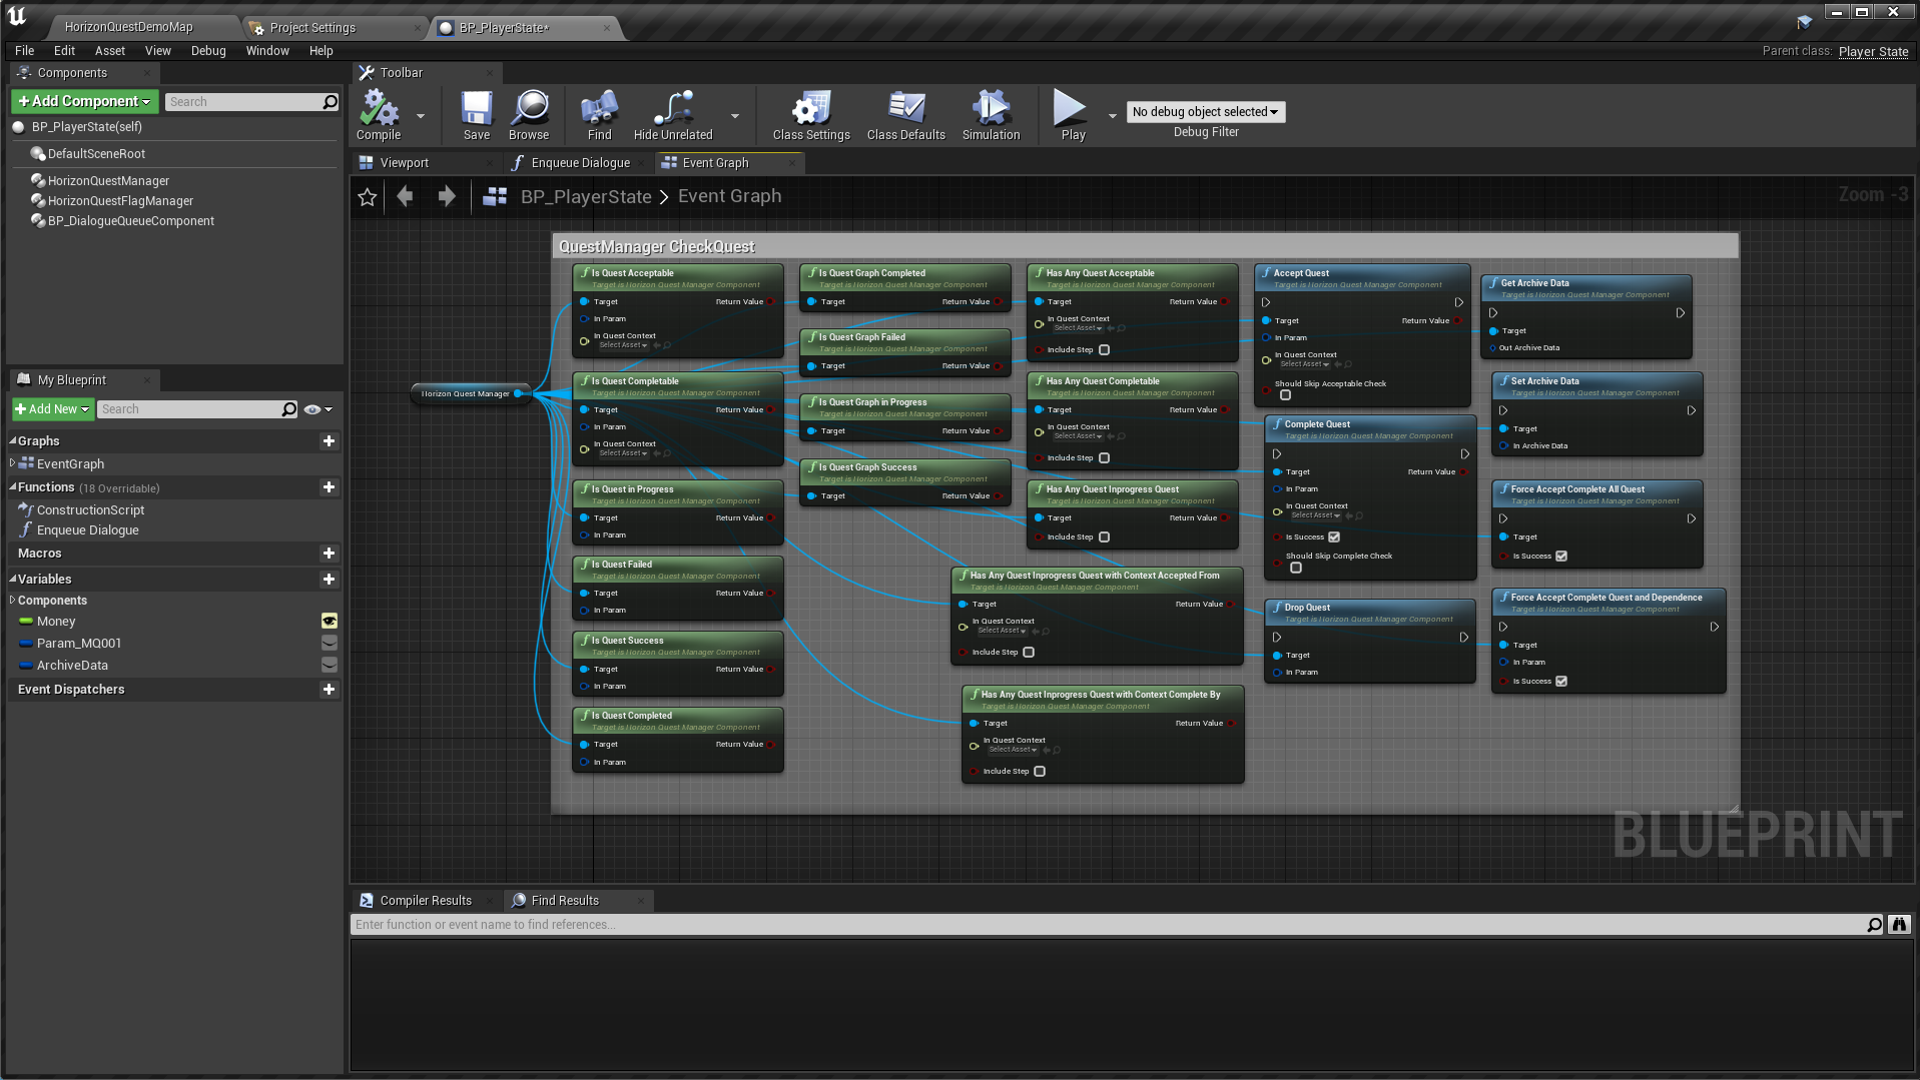 HorizonQuestDemoMap
Project Settings
BP_PlayerState*
File Edit Asset View Debug Window Help
Parent class: Player State
Components
Add Component
Search
BP_PlayerState(self)
DefaultSceneRoot
HorizonQuestManager
HorizonQuestFlagManager
BP_DialogueQueueComponent
My Blueprint
Add New
Search
Graphs
EventGraph
Functions (18 Overridable)
ConstructionScript
Enqueue Dialogue
Macros
Variables
Components
Money
Param_MQ001
ArchiveData
Event Dispatchers
Toolbar
Compile
Save
Browse
Find
Hide Unrelated
Class Settings
Class Defaults
Simulation
Play
No debug object selected
Debug Filter
Viewport
Enqueue Dialogue
Event Graph
BP_PlayerState > Event Graph
Zoom -3
QuestManager CheckQuest
Horizon Quest Manager
Is Quest Acceptable
Target is Horizon Quest Manager Component
Target Return Value
In Param
In Quest Context
Select Asset
Is Quest Completable
Target is Horizon Quest Manager Component
Target Return Value
In Param
In Quest Context
Select Asset
Is Quest in Progress
Target is Horizon Quest Manager Component
Target Return Value
In Param
Is Quest Failed
Target is Horizon Quest Manager Component
Target Return Value
In Param
Is Quest Success
Target is Horizon Quest Manager Component
Target Return Value
In Param
Is Quest Completed
Target is Horizon Quest Manager Component
Target Return Value
In Param
Is Quest Graph Completed
Target is Horizon Quest Manager Component
Target Return Value
Is Quest Graph Failed
Target is Horizon Quest Manager Component
Target Return Value
Is Quest Graph in Progress
Target is Horizon Quest Manager Component
Target Return Value
Is Quest Graph Success
Target is Horizon Quest Manager Component
Target Return Value
Has Any Quest Acceptable
Target is Horizon Quest Manager Component
Target Return Value
In Quest Context
Select Asset
Include Step
Has Any Quest Completable
Target is Horizon Quest Manager Component
Target Return Value
In Quest Context
Select Asset
Include Step
Has Any Quest Inprogress Quest
Target is Horizon Quest Manager Component
Target Return Value
Include Step
Has Any Quest Inprogress Quest with Context Accepted From
Target is Horizon Quest Manager Component
Target Return Value
In Quest Context
Select Asset
Include Step
Has Any Quest Inprogress Quest with Context Complete By
Target is Horizon Quest Manager Component
Target Return Value
In Quest Context
Select Asset
Include Step
Accept Quest
Target is Horizon Quest Manager Component
Target Return Value
In Param
In Quest Context
Select Asset
Should Skip Acceptable Check
Complete Quest
Target is Horizon Quest Manager Component
Target Return Value
In Param
In Quest Context
Select Asset
Is Success
Should Skip Complete Check
Drop Quest
Target is Horizon Quest Manager Component
Target
In Param
Get Archive Data
Target is Horizon Quest Manager Component
Target
Out Archive Data
Set Archive Data
Target is Horizon Quest Manager Component
Target
In Archive Data
Force Accept Complete All Quest
Target is Horizon Quest Manager Component
Target
Is Success
Force Accept Complete Quest and Dependence
Target is Horizon Quest Manager Component
Target
In Param
Is Success
BLUEPRINT
Compiler Results
Find Results
Enter function or event name to find references...